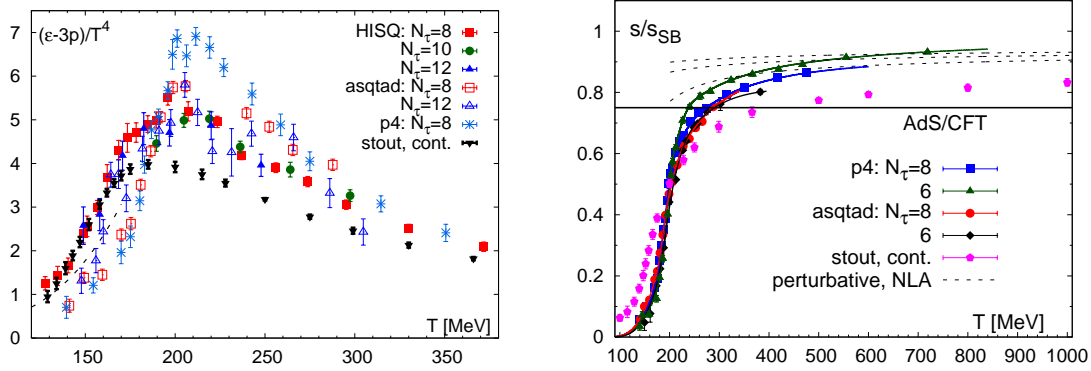 (ε-3p)/T⁴
HISQ: Nτ=8
Nτ=10
Nτ=12
asqtad: Nτ=8
Nτ=12
p4: Nτ=8
stout, cont.
7
6
5
4
3
2
1
0
T [MeV]
150
200
250
300
350
s/sSB
1
0.8
0.6
0.4
0.2
0
AdS/CFT
p4: Nτ=8
6
asqtad: Nτ=8
6
stout, cont.
perturbative, NLA
T [MeV]
100 200 300 400 500 600 700 800 900 1000